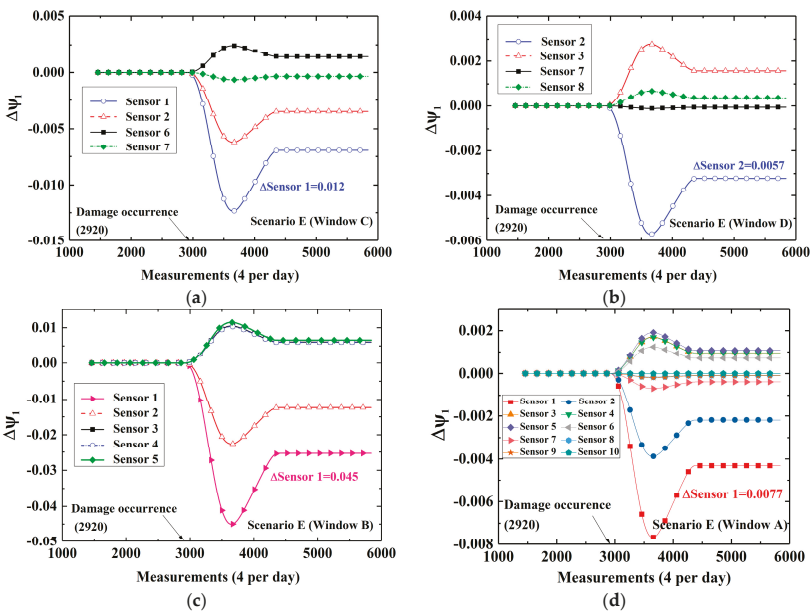 0.005
0.000
-0.005
-0.010
-0.015
Δψ₁
Sensor 1
Sensor 2
Sensor 6
Sensor 7
ΔSensor 1=0.012
Damage occurrence
(2920)
Scenario E (Window C)
1000 2000 3000 4000 5000 6000
Measurements (4 per day)
(a)
0.004
0.002
0.000
-0.002
-0.004
-0.006
Δψ₁
Sensor 2
Sensor 3
Sensor 7
Sensor 8
ΔSensor 2=0.0057
Damage occurrence
(2920)
Scenario E (Window D)
1000 2000 3000 4000 5000 6000
Measurements (4 per day)
(b)
0.01
0.00
-0.01
-0.02
-0.03
-0.04
-0.05
Δψ₁
Sensor 1
Sensor 2
Sensor 3
Sensor 4
Sensor 5
ΔSensor 1=0.045
Damage occurrence
(2920)
Scenario E (Window B)
1000 2000 3000 4000 5000 6000
Measurements (4 per day)
(c)
0.002
0.000
-0.002
-0.004
-0.006
-0.008
Δψ₁
Sensor 1 Sensor 2
Sensor 3 Sensor 4
Sensor 5 Sensor 6
Sensor 7 Sensor 8
Sensor 9 Sensor 10
ΔSensor 1=0.0077
Damage occurrence
(2920)
Scenario E (Window A)
1000 2000 3000 4000 5000 6000
Measurements (4 per day)
(d)